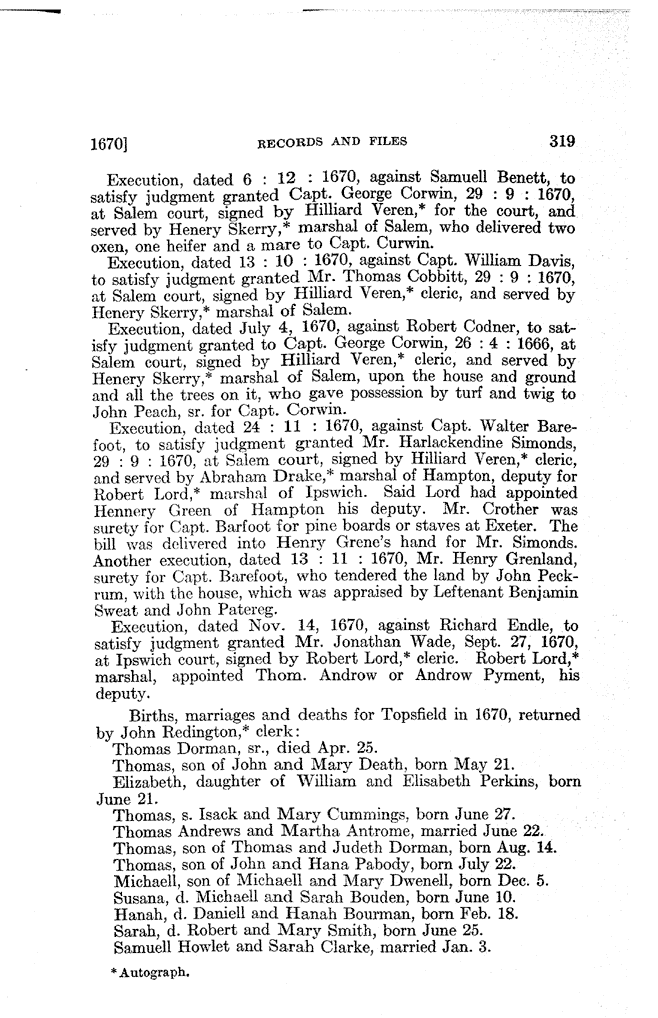 1670] RECORDS AND FILES 319
Execution, dated 6 : 12 : 1670, against Samuell Benett, to
satisfy judgment granted Capt. George Corwin, 29 : 9 : 1670,
at Salem court, signed by Hilliard Veren,* for the court, and
served by Henery Skerry,* marshal of Salem, who delivered two
oxen, one heifer and a mare to Capt. Curwin.
Execution, dated 13 : 10 : 1670, against Capt. William Davis,
to satisfy judgment granted Mr. Thomas Cobbitt, 29 : 9 : 1670,
at Salem court, signed by Hilliard Veren,* cleric, and served by
Henery Skerry,* marshal of Salem.
Execution, dated July 4, 1670, against Robert Codner, to sat-
isfy judgment granted to Capt. George Corwin, 26 : 4 : 1666, at
Salem court, signed by Hilliard Veren,* cleric, and served by
Henery Skerry,* marshal of Salem, upon the house and ground
and all the trees on it, who gave possession by turf and twig to
John Peach, sr. for Capt. Corwin.
Execution, dated 24 : 11 : 1670, against Capt. Walter Bare-
foot, to satisfy judgment granted Mr. Harlackendine Simonds,
29 : 9 : 1670, at Salem court, signed by Hilliard Veren,* cleric,
and served by Abraham Drake,* marshal of Hampton, deputy for
Robert Lord,* marshal of Ipswich. Said Lord had appointed
Hennery Green of Hampton his deputy. Mr. Crother was
surety for Capt. Barfoot for pine boards or staves at Exeter. The
bill was delivered into Henry Grene's hand for Mr. Simonds.
Another execution, dated 13 : 11 : 1670, Mr. Henry Grenland,
surety for Capt. Barefoot, who tendered the land by John Peck-
rum, with the house, which was appraised by Leftenant Benjamin
Sweat and John Patereg.
Execution, dated Nov. 14, 1670, against Richard Endle, to
satisfy judgment granted Mr. Jonathan Wade, Sept. 27, 1670,
at Ipswich court, signed by Robert Lord,* cleric. Robert Lord,*
marshal, appointed Thom. Androw or Androw Pyment, his
deputy.
Births, marriages and deaths for Topsfield in 1670, returned
by John Redington,* clerk:
Thomas Dorman, sr., died Apr. 25.
Thomas, son of John and Mary Death, born May 21.
Elizabeth, daughter of William and Elisabeth Perkins, born
June 21.
Thomas, s. Isack and Mary Cummings, born June 27.
Thomas Andrews and Martha Antrome, married June 22.
Thomas, son of Thomas and Judeth Dorman, born Aug. 14.
Thomas, son of John and Hana Pabody, born July 22.
Michaell, son of Michaell and Mary Dwenell, born Dec. 5.
Susana, d. Michaell and Sarah Bouden, born June 10.
Hanah, d. Daniell and Hanah Bourman, born Feb. 18.
Sarah, d. Robert and Mary Smith, born June 25.
Samuell Howlet and Sarah Clarke, married Jan. 3.
*Autograph.